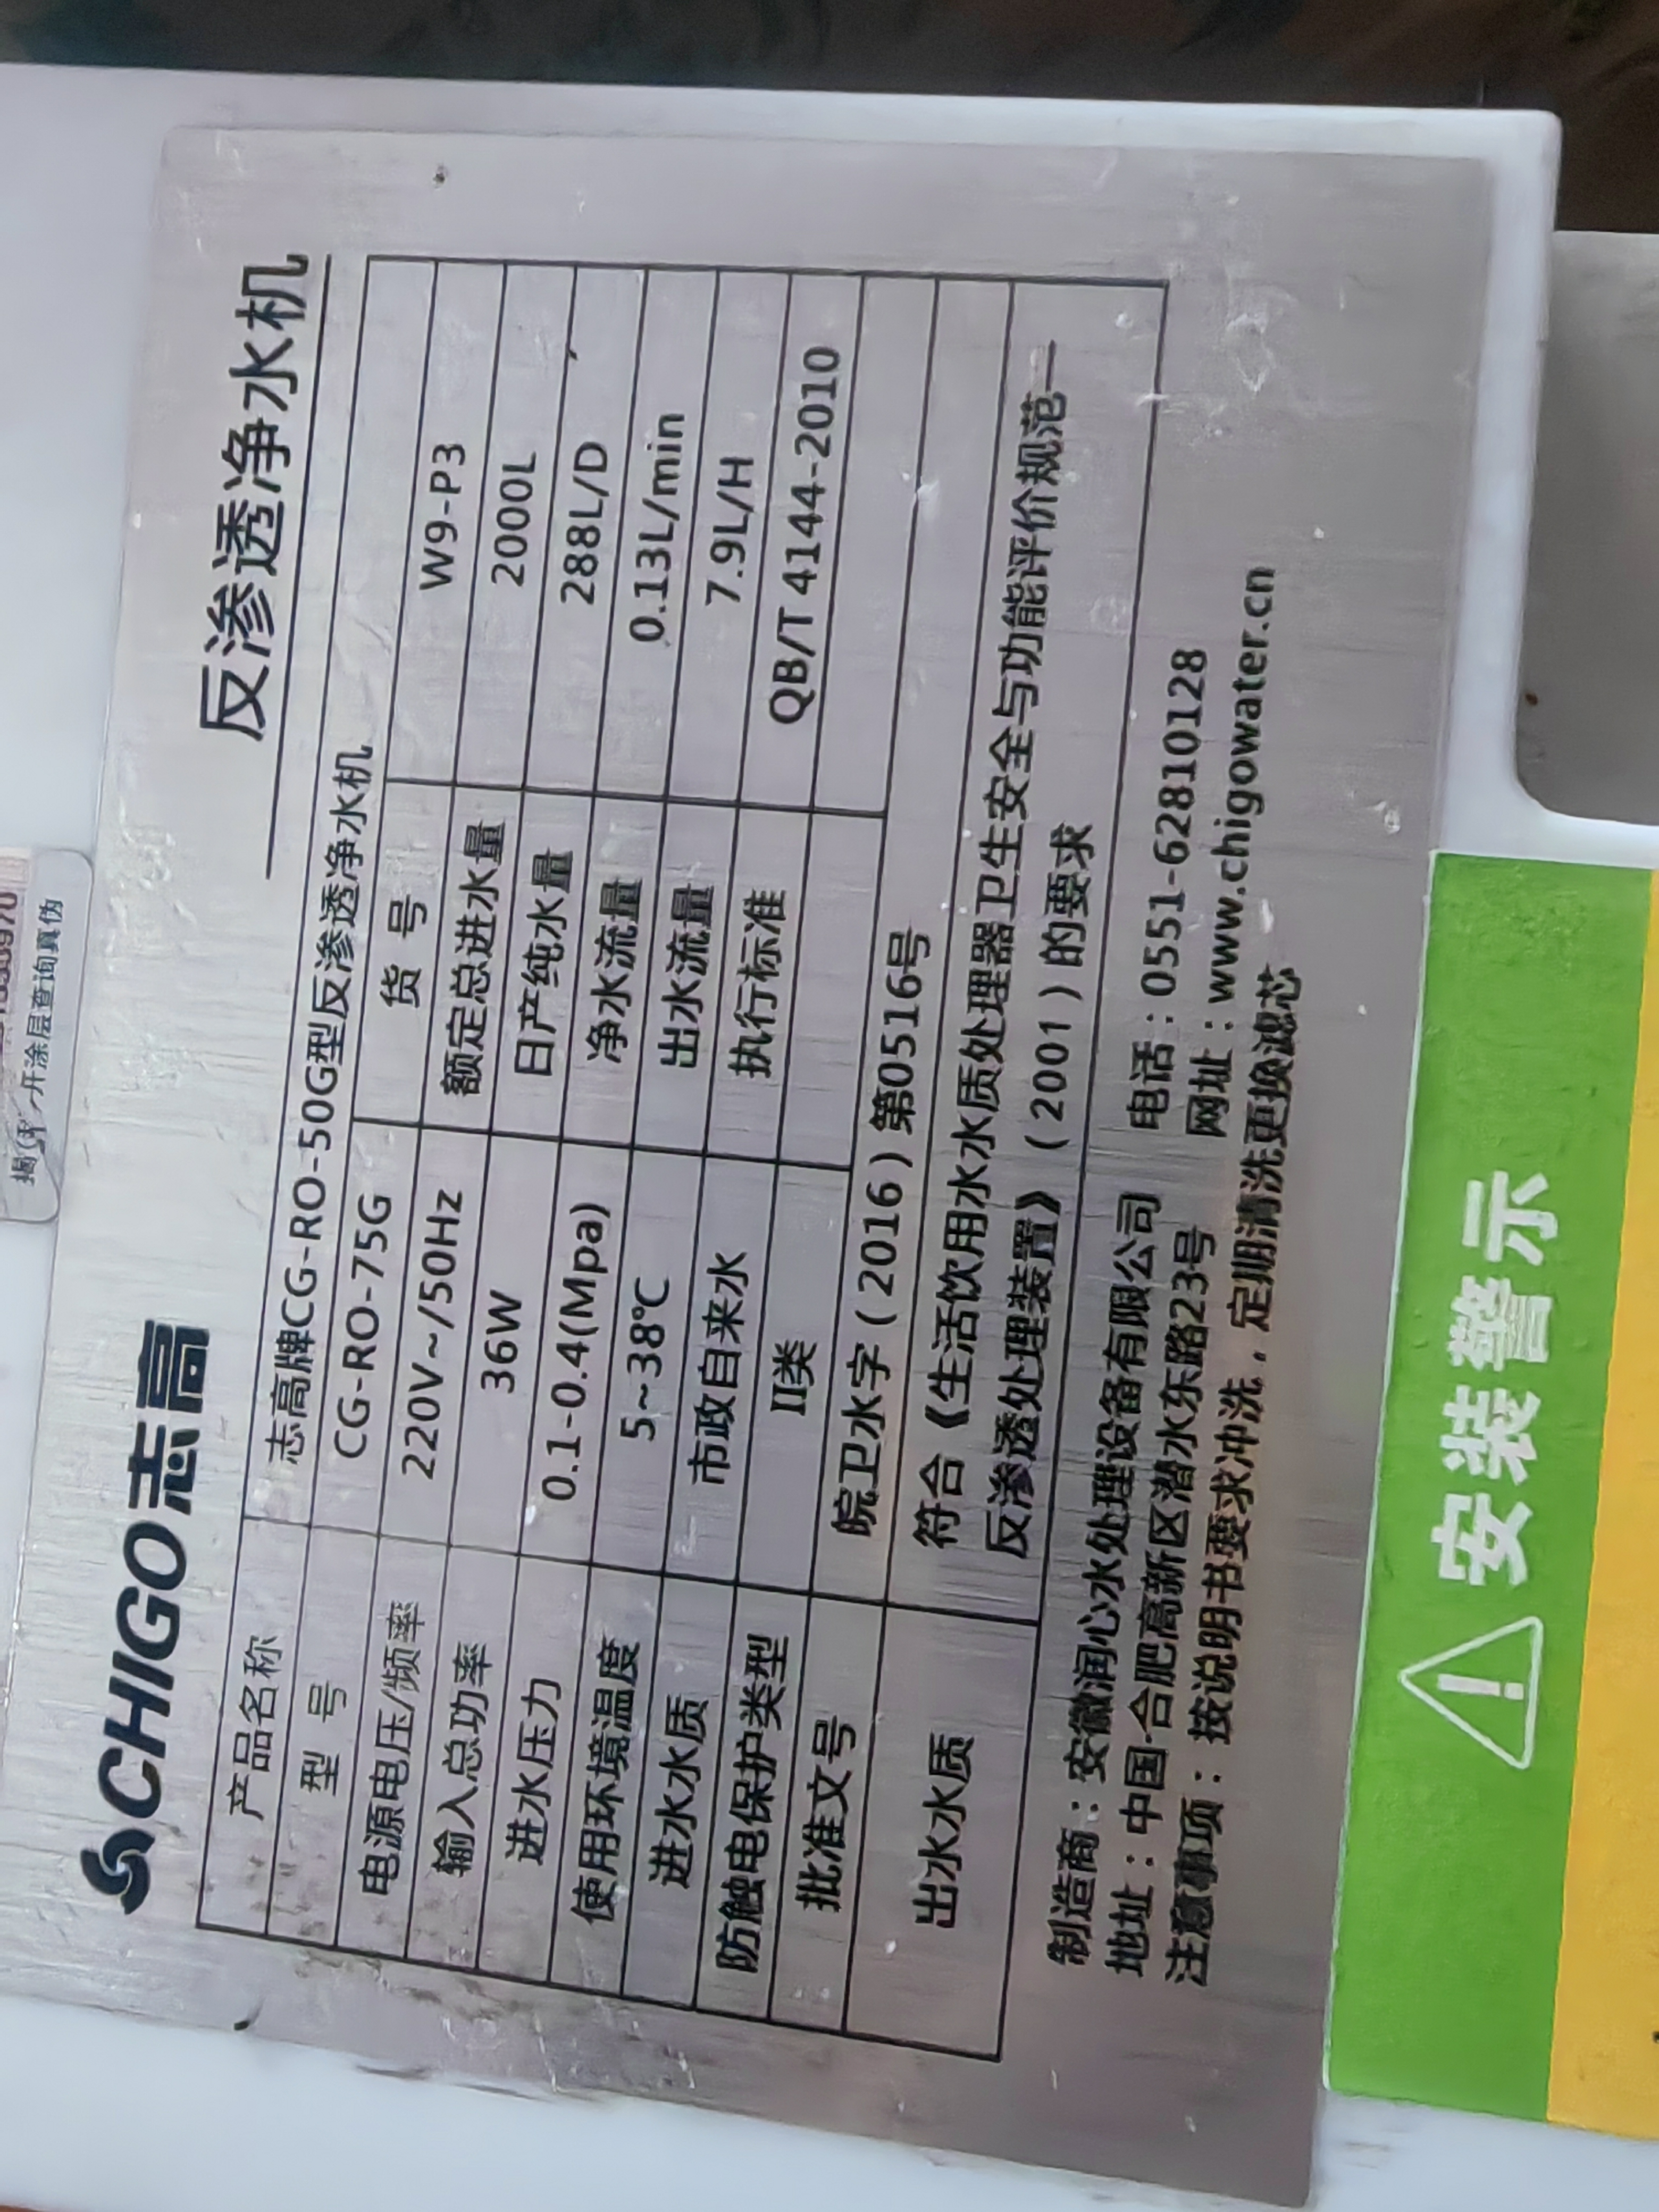 揭开涂层查询真伪
CHIGO志高
反渗透净水机
产品名称 志高牌CG-RO-50G型反渗透净水机
型 号 CG-RO-75G 货 号 W9-P3
电源电压/频率 220V~/50Hz 额定总进水量 2000L
输入总功率 36W 日产纯水量 288L/D
进水压力 0.1-0.4(Mpa) 净水流量 0.13L/min
使用环境温度 5~38℃ 出水流量 7.9L/H
进水水质 市政自来水 执行标准 QB/T 4144-2010
防触电保护类型 II类
批准文号 皖卫水字（2016）第0516号
出水水质 符合《生活饮用水水质处理器卫生安全与功能评价规范—
反渗透处理装置》（2001）的要求
制造商：安徽润心水处理设备有限公司 电话：0551-62810128
地址：中国·合肥高新区潜水东路23号 网址：www.chigowater.cn
注意事项：按说明书要求冲洗，定期清洗更换滤芯
安装警示